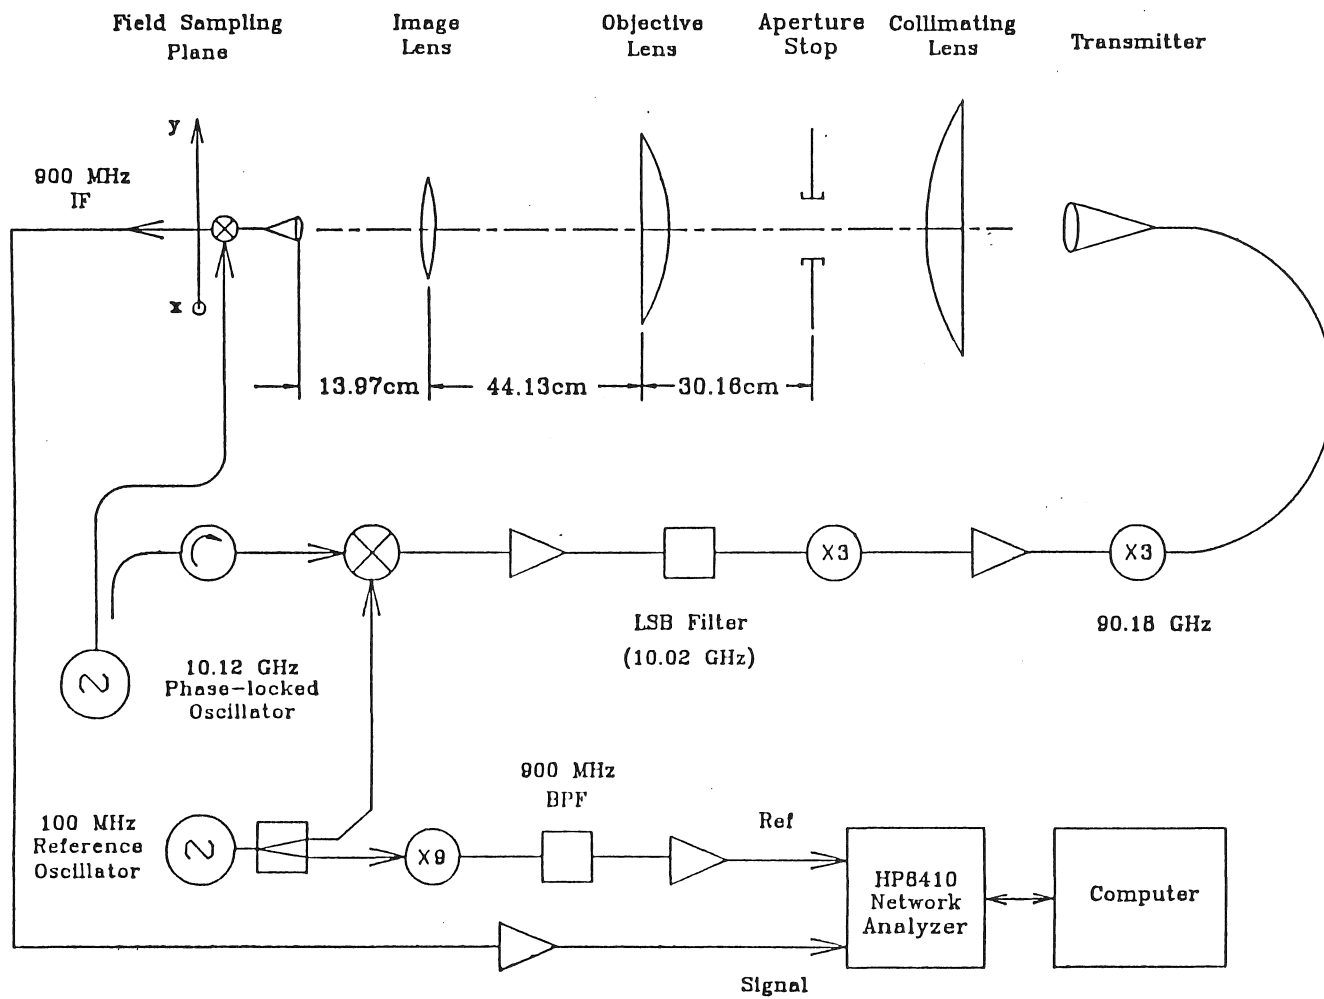 Field Sampling
Plane
Image
Lens
Objective
Lens
Aperture
Stop
Collimating
Lens
Transmitter
y
900 MHz
IF
x
13.97cm
44.13cm
30.16cm
X3
X3
LSB Filter
(10.02 GHz)
90.18 GHz
10.12 GHz
Phase-locked
Oscillator
900 MHz
BPF
100 MHz
Reference
Oscillator
X9
Ref
HP8410
Network
Analyzer
Computer
Signal